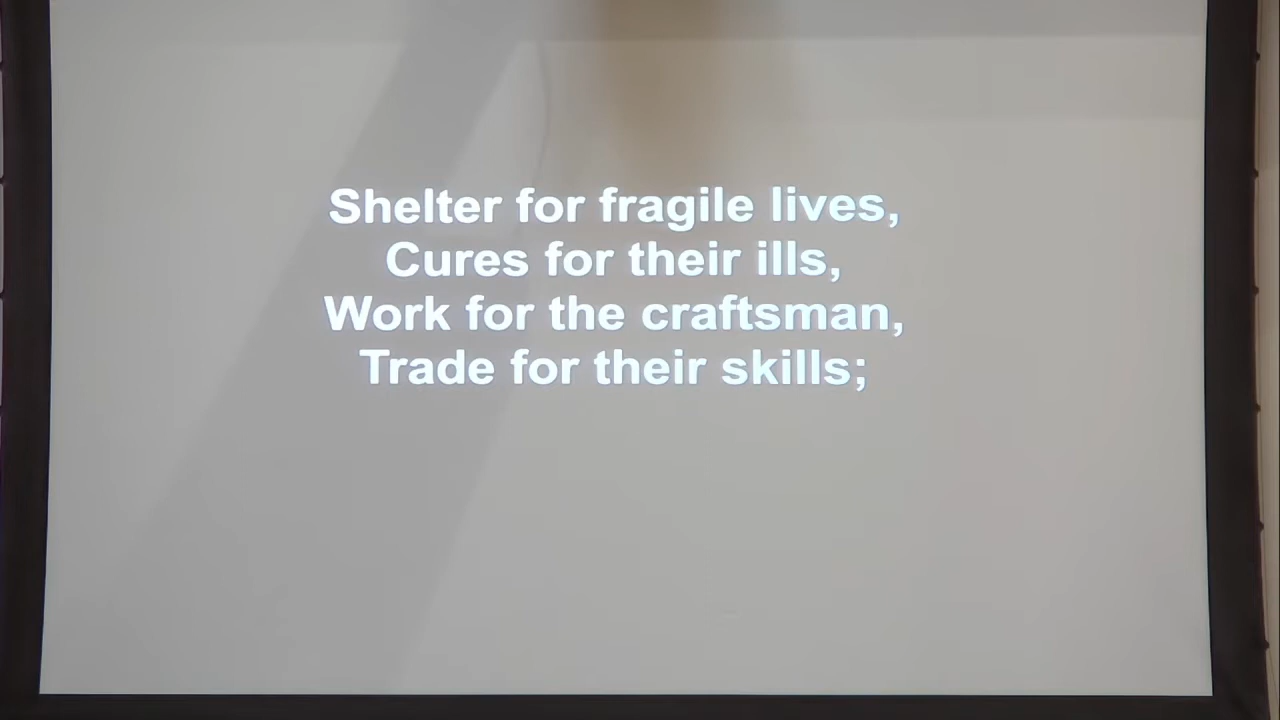 Shelter for fragile lives,
Cures for their ills,
Work for the craftsman,
Trade for their skills;